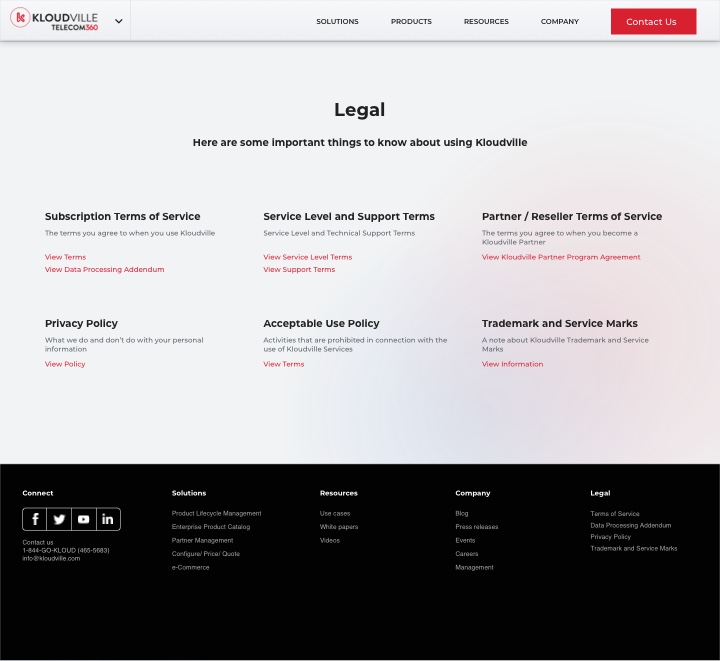 KLOUDVILLE
TELECOM360
SOLUTIONS
PRODUCTS
RESOURCES
COMPANY
Contact Us
Legal
Here are some important things to know about using Kloudville
Subscription Terms of Service
The terms you agree to when you use Kloudville
View Terms
View Data Processing Addendum
Service Level and Support Terms
Service Level and Technical Support Terms
View Service Level Terms
View Support Terms
Partner / Reseller Terms of Service
The terms you agree to when you become a
Kloudville Partner
View Kloudville Partner Program Agreement
Privacy Policy
What we do and don't do with your personal
information
View Policy
Acceptable Use Policy
Activities that are prohibited in connection with the
use of Kloudville Services
View Terms
Trademark and Service Marks
A note about Kloudville Trademark and Service
Marks
View Information
Connect
Contact us
1-844-GO-KLOUD (465-5683)
info@kloudville.com
Solutions
Product Lifecycle Management
Enterprise Product Catalog
Partner Management
Configure/ Price/ Quote
e-Commerce
Resources
Use cases
White papers
Videos
Company
Blog
Press releases
Events
Careers
Management
Legal
Terms of Service
Data Processing Addendum
Privacy Policy
Trademark and Service Marks